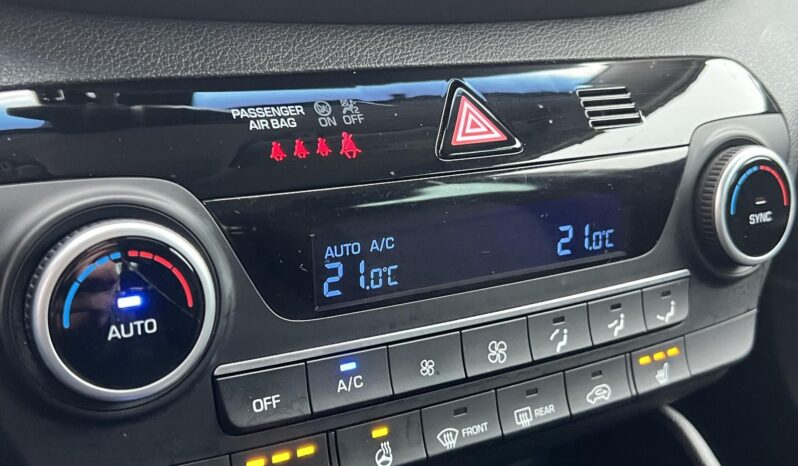 PASSENGER
AIR BAG
ON OFF
AUTO A/C
21.0°C
21.0°C
AUTO
SYNC
OFF
A/C
FRONT
REAR